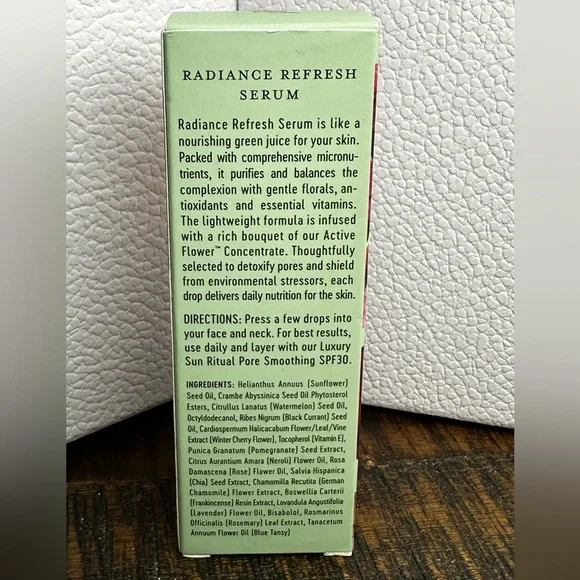 RADIANCE REFRESH
SERUM
Radiance Refresh Serum is like a
nourishing green juice for your skin.
Packed with comprehensive micronu-
trients, it purifies and balances the
complexion with gentle florals, an-
tioxidants and essential vitamins.
The lightweight formula is infused
with a rich bouquet of our Active
Flower™ Concentrate. Thoughtfully
selected to detoxify pores and shield
from environmental stressors, each
drop delivers daily nutrition for the skin.
DIRECTIONS: Press a few drops into
your face and neck. For best results,
use daily and layer with our Luxury
Sun Ritual Pore Smoothing SPF30.
INGREDIENTS: Helianthus Annuus (Sunflower)
Seed Oil, Crambe Abyssinica Seed Oil Phytosterol
Esters, Citrullus Lanatus (Watermelon) Seed Oil,
Octyldodecanol, Ribes Nigrum (Black Currant) Seed
Oil, Cardiospermum Halicacabum Flower/Leaf/Vine
Extract (Winter Cherry Flower), Tocopherol (Vitamin E),
Punica Granatum (Pomegranate) Seed Extract,
Citrus Aurantium Amara (Neroli) Flower Oil, Rosa
Damascena (Rose) Flower Oil, Salvia Hispanica
(Chia) Seed Extract, Chamomilla Recutita (German
Chamomile) Flower Extract, Boswellia Carterii
(Frankincense) Resin Extract, Lavandula Angustifolia
(Lavender) Flower Oil, Bisabolol, Rosmarinus
Officinalis (Rosemary) Leaf Extract, Tanacetum
Annuum Flower Oil (Blue Tansy)